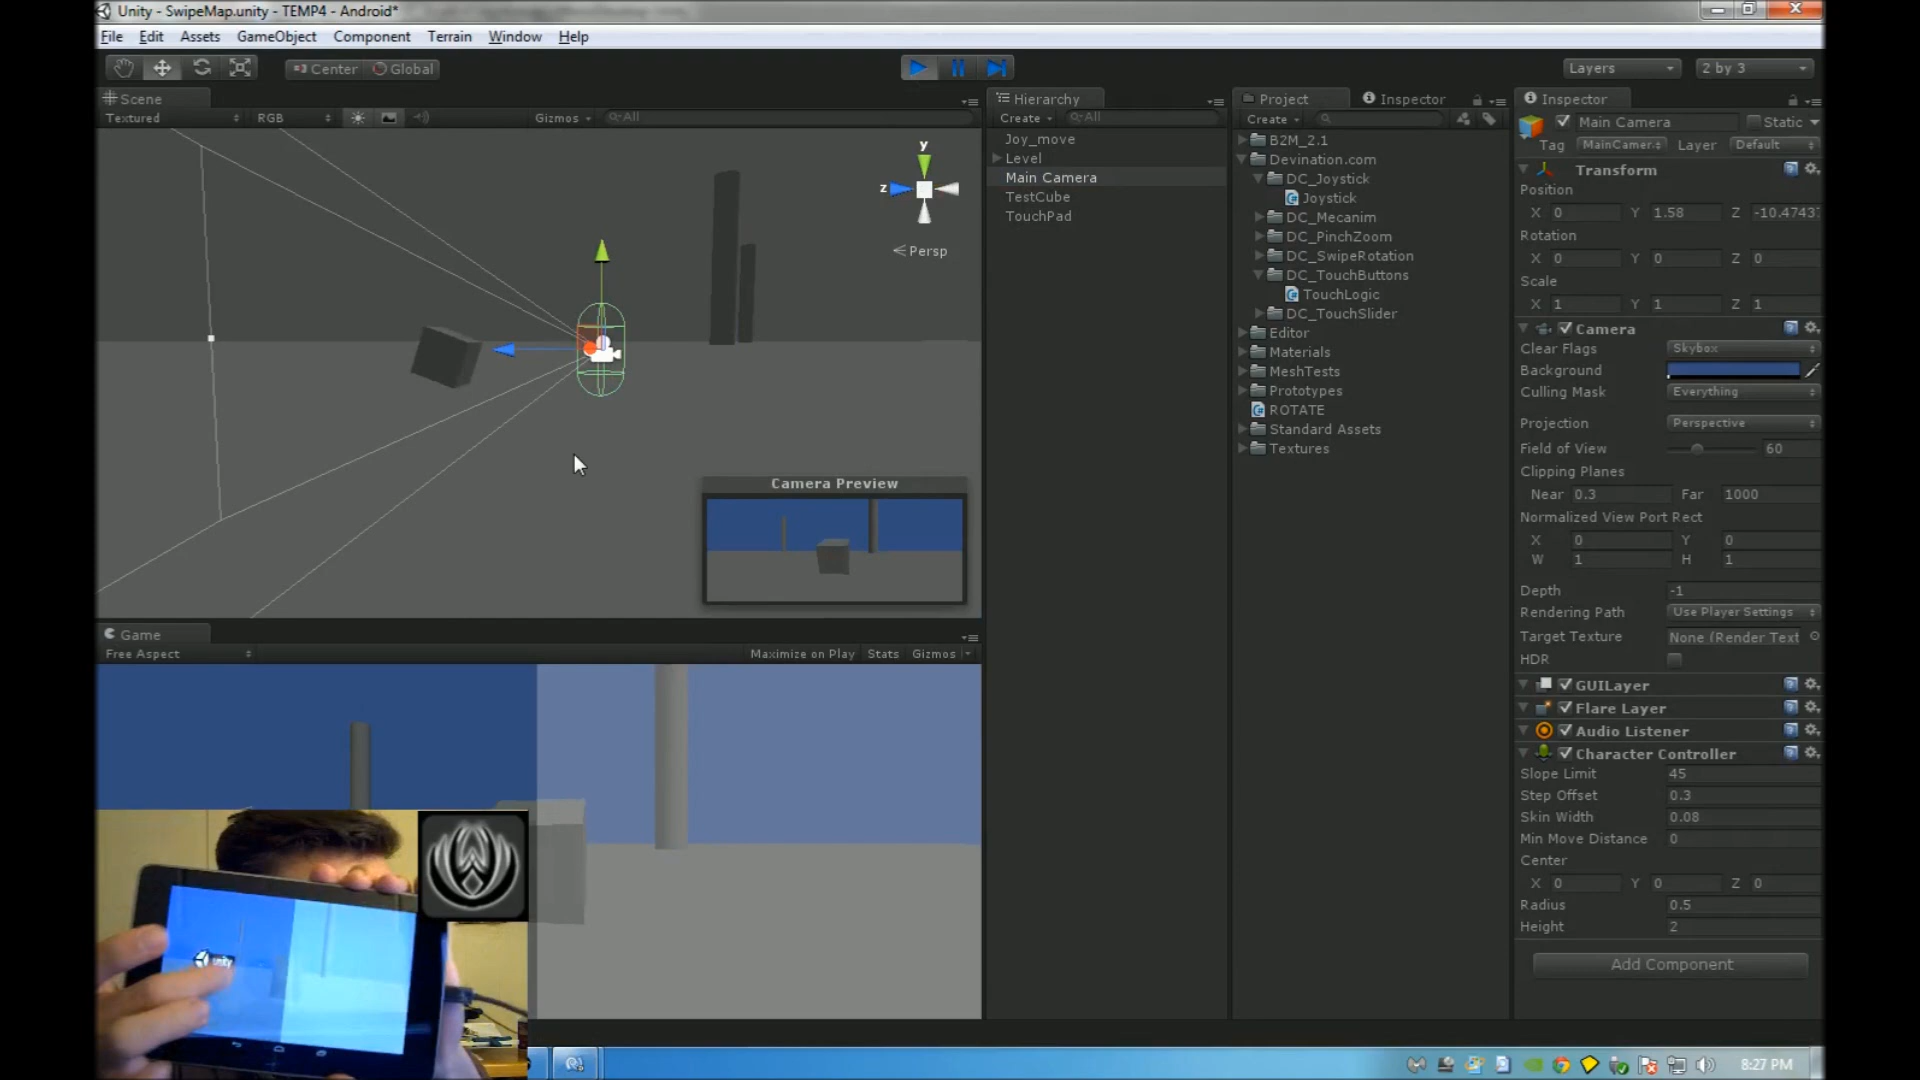 Unity - SwipeMap.unity - TEMP4 - Android*
File Edit Assets GameObject Component Terrain Window Help
Center Global
Layers
2 by 3
Scene
Textured RGB Gizmos All
y
z
Persp
Camera Preview
Game
Free Aspect Maximize on Play Stats Gizmos
unity
Hierarchy
Create All
Joy_move
Level
Main Camera
TestCube
TouchPad
Project Inspector
Create
B2M_2.1
Devination.com
DC_Joystick
Joystick
DC_Mecanim
DC_PinchZoom
DC_SwipeRotation
DC_TouchButtons
TouchLogic
DC_TouchSlider
Editor
Materials
MeshTests
Prototypes
ROTATE
Standard Assets
Textures
Inspector
Main Camera Static
Tag MainCamer Layer Default
Transform
Position
X 0 Y 1.58 Z -10.4743
Rotation
X 0 Y 0 Z 0
Scale
X 1 Y 1 Z 1
Camera
Clear Flags Skybox
Background
Culling Mask Everything
Projection Perspective
Field of View 60
Clipping Planes
Near 0.3 Far 1000
Normalized View Port Rect
X 0 Y 0
W 1 H 1
Depth -1
Rendering Path Use Player Settings
Target Texture None (Render Text
HDR
GUILayer
Flare Layer
Audio Listener
Character Controller
Slope Limit 45
Step Offset 0.3
Skin Width 0.08
Min Move Distance 0
Center
X 0 Y 0 Z 0
Radius 0.5
Height 2
Add Component
8:27 PM